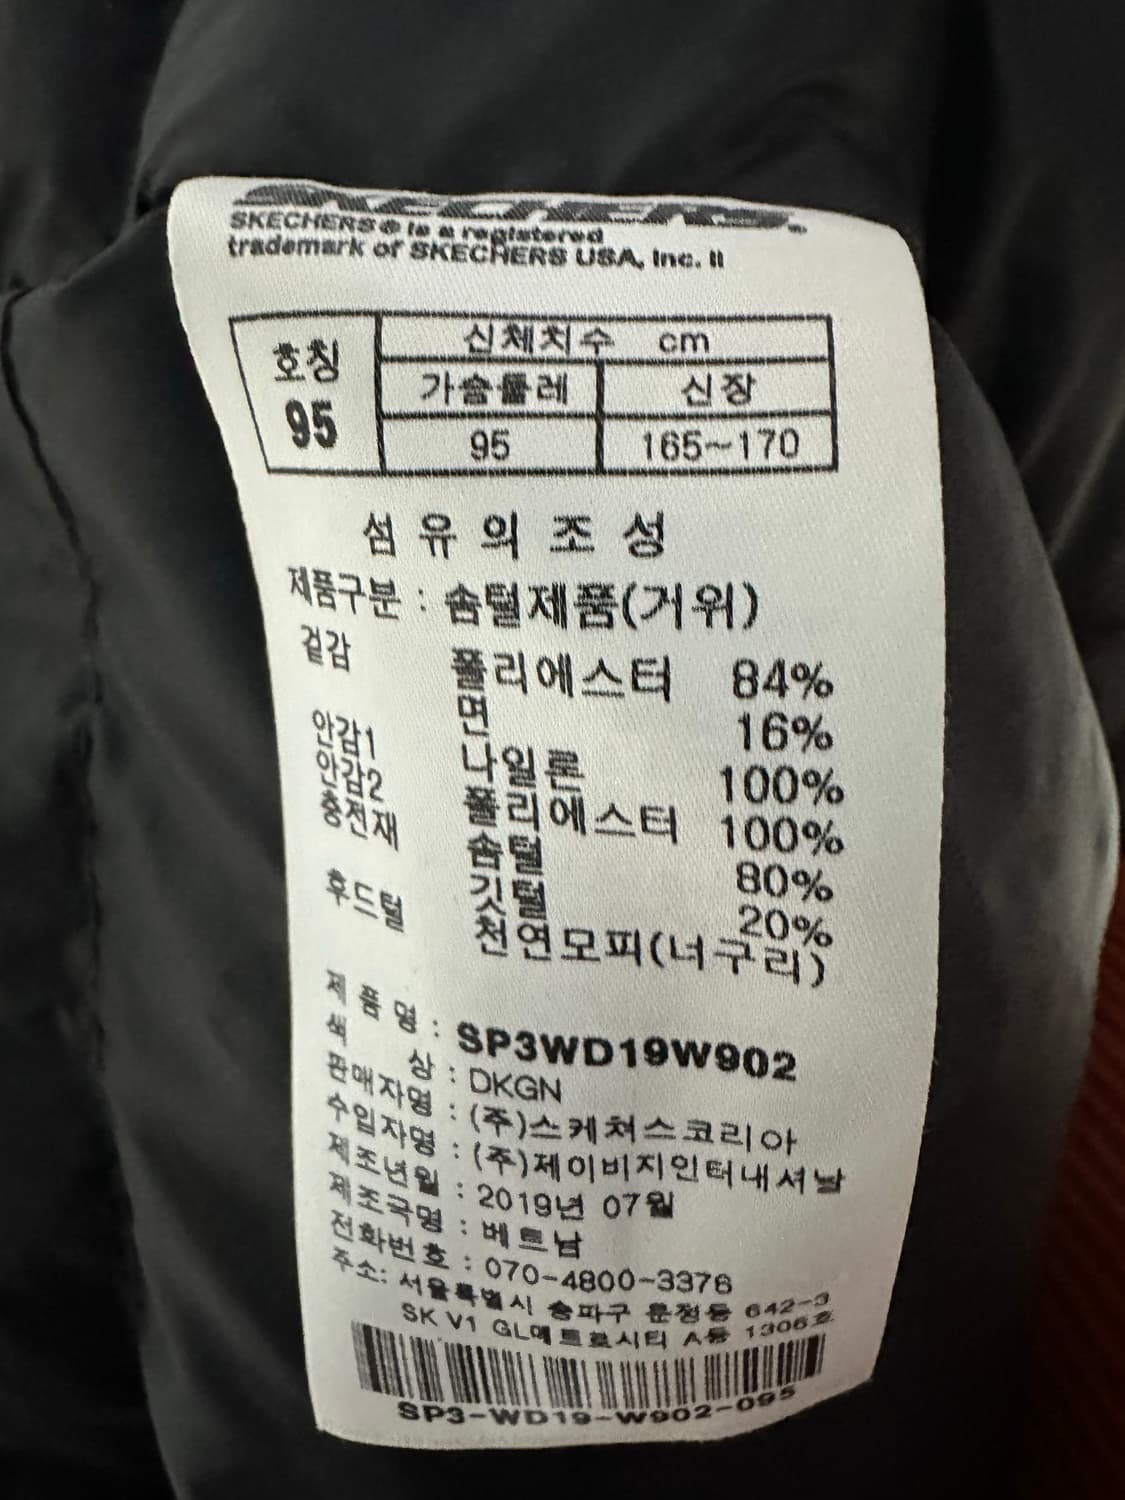 SKECHERS
SKECHERS® is a registered
trademark of SKECHERS USA, Inc. II
호칭 95
신체치수 cm
가슴둘레 신장
95 165~170
섬유의조성
제품구분 : 솜털제품(거위)
겉감 폴리에스터 84%
면 16%
안감1 나일론 100%
안감2 폴리에스터 100%
충전재 솜털 80%
깃털 20%
후드털 천연모피(너구리)
제품명 : SP3WD19W902
색상 : DKGN
판매자명 : (주)스케쳐스코리아
수입자명 : (주)제이비지인터내셔날
제조년월 : 2019년 07월
제조국명 : 베트남
전화번호 : 070-4800-3376
주소: 서울특별시 송파구 문정동 642-3
SK V1 GL메트로시티 A동 1306호
SP3-WD19-W902-095